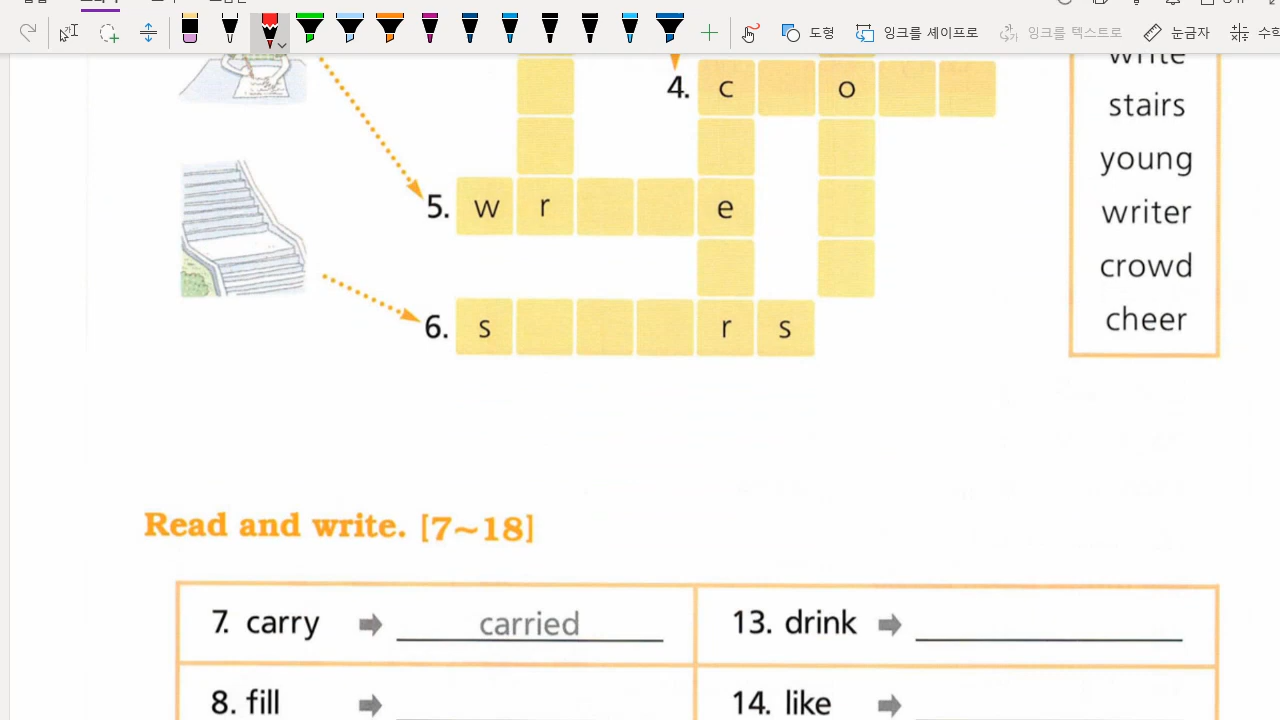 도형
잉크를 셰이프로
잉크를 텍스트로
눈금자
write
4. c o
stairs
young
5. w r e
writer
crowd
6. s r s
cheer
Read and write. [7~18]
7. carry ➡ carried
13. drink ➡
8. fill ➡
14. like ➡